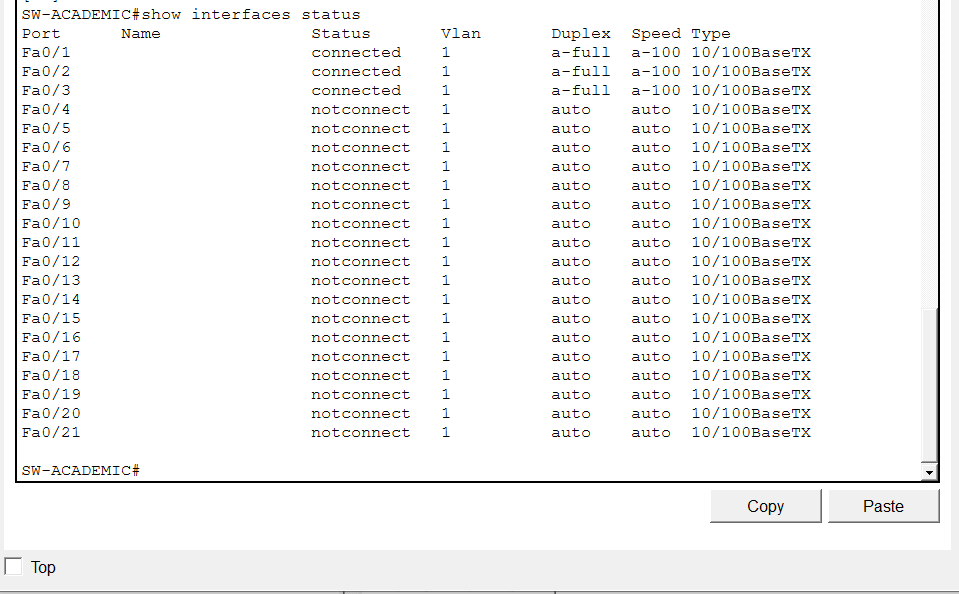 SW-ACADEMIC#show interfaces status
Port      Name               Status       Vlan       Duplex  Speed Type
Fa0/1                        connected    1          a-full  a-100 10/100BaseTX
Fa0/2                        connected    1          a-full  a-100 10/100BaseTX
Fa0/3                        connected    1          a-full  a-100 10/100BaseTX
Fa0/4                        notconnect   1          auto    auto  10/100BaseTX
Fa0/5                        notconnect   1          auto    auto  10/100BaseTX
Fa0/6                        notconnect   1          auto    auto  10/100BaseTX
Fa0/7                        notconnect   1          auto    auto  10/100BaseTX
Fa0/8                        notconnect   1          auto    auto  10/100BaseTX
Fa0/9                        notconnect   1          auto    auto  10/100BaseTX
Fa0/10                       notconnect   1          auto    auto  10/100BaseTX
Fa0/11                       notconnect   1          auto    auto  10/100BaseTX
Fa0/12                       notconnect   1          auto    auto  10/100BaseTX
Fa0/13                       notconnect   1          auto    auto  10/100BaseTX
Fa0/14                       notconnect   1          auto    auto  10/100BaseTX
Fa0/15                       notconnect   1          auto    auto  10/100BaseTX
Fa0/16                       notconnect   1          auto    auto  10/100BaseTX
Fa0/17                       notconnect   1          auto    auto  10/100BaseTX
Fa0/18                       notconnect   1          auto    auto  10/100BaseTX
Fa0/19                       notconnect   1          auto    auto  10/100BaseTX
Fa0/20                       notconnect   1          auto    auto  10/100BaseTX
Fa0/21                       notconnect   1          auto    auto  10/100BaseTX
SW-ACADEMIC#
Copy Paste
Top